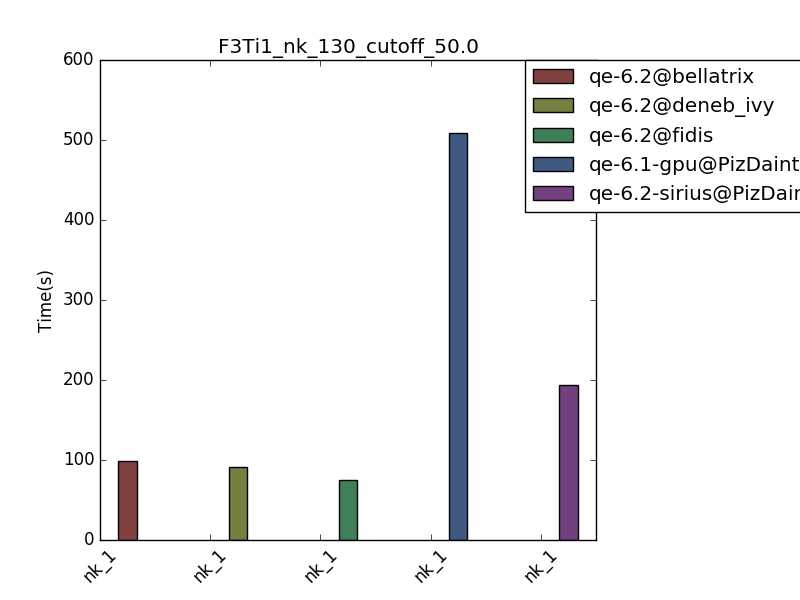 F3Ti1_nk_130_cutoff_50.0
600
500
400
300
200
100
0
Time(s)
nk_1
nk_1
nk_1
nk_1
nk_1
qe-6.2@bellatrix
qe-6.2@deneb_ivy
qe-6.2@fidis
qe-6.1-gpu@PizDaint
qe-6.2-sirius@PizDain